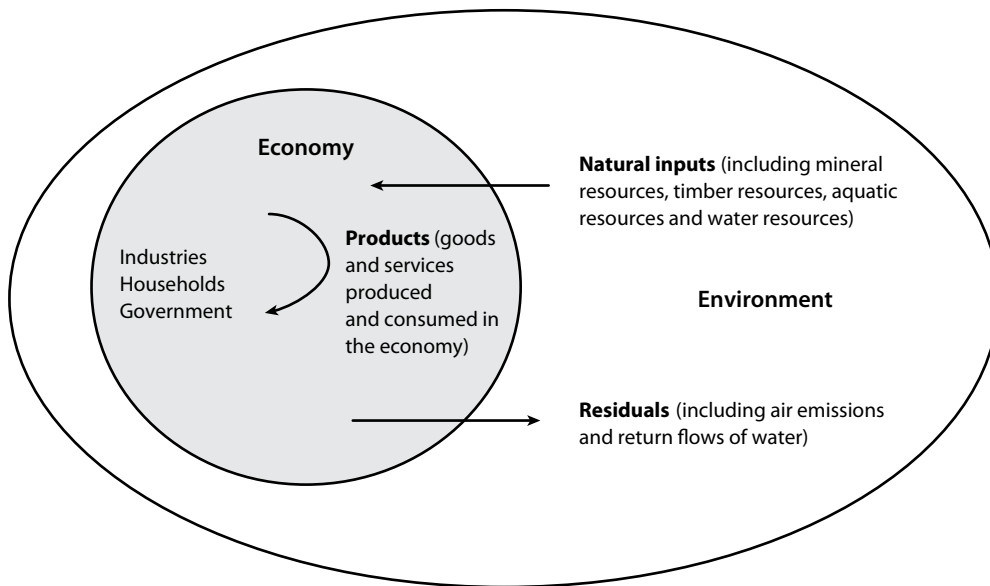 Economy
Natural inputs (including mineral
resources, timber resources, aquatic
resources and water resources)
Industries
Households
Government
Products (goods
and services
produced
and consumed in
the economy)
Environment
Residuals (including air emissions
and return flows of water)